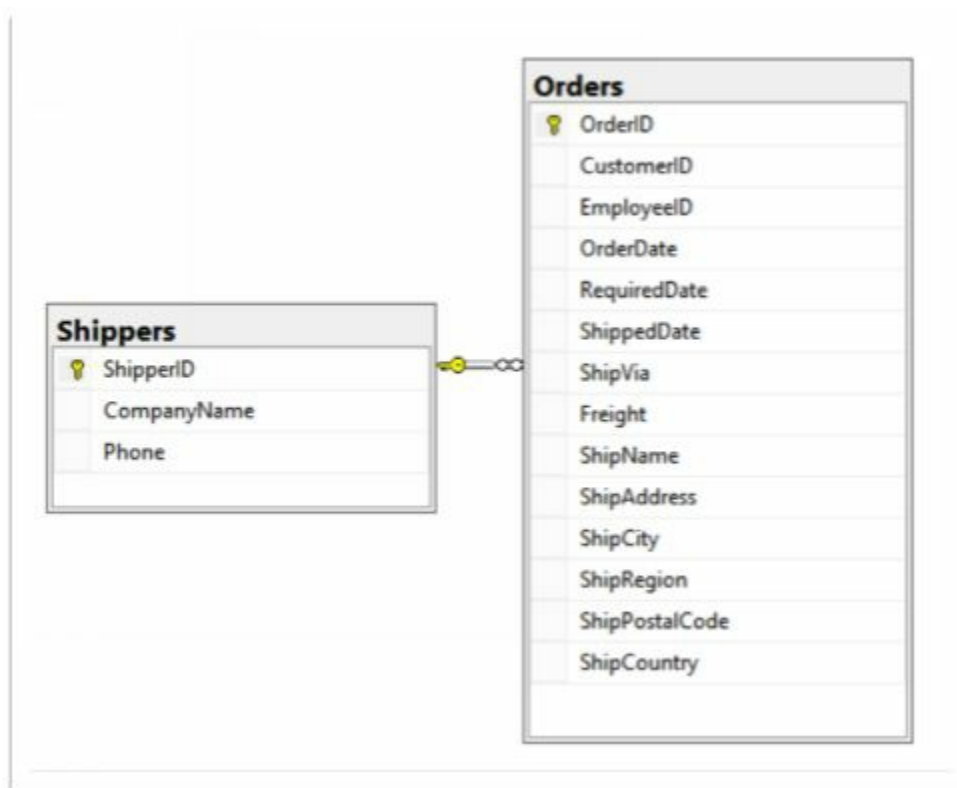 Shippers
ShipperID
CompanyName
Phone
Orders
OrderID
CustomerID
EmployeeID
OrderDate
RequiredDate
ShippedDate
ShipVia
Freight
ShipName
ShipAddress
ShipCity
ShipRegion
ShipPostalCode
ShipCountry